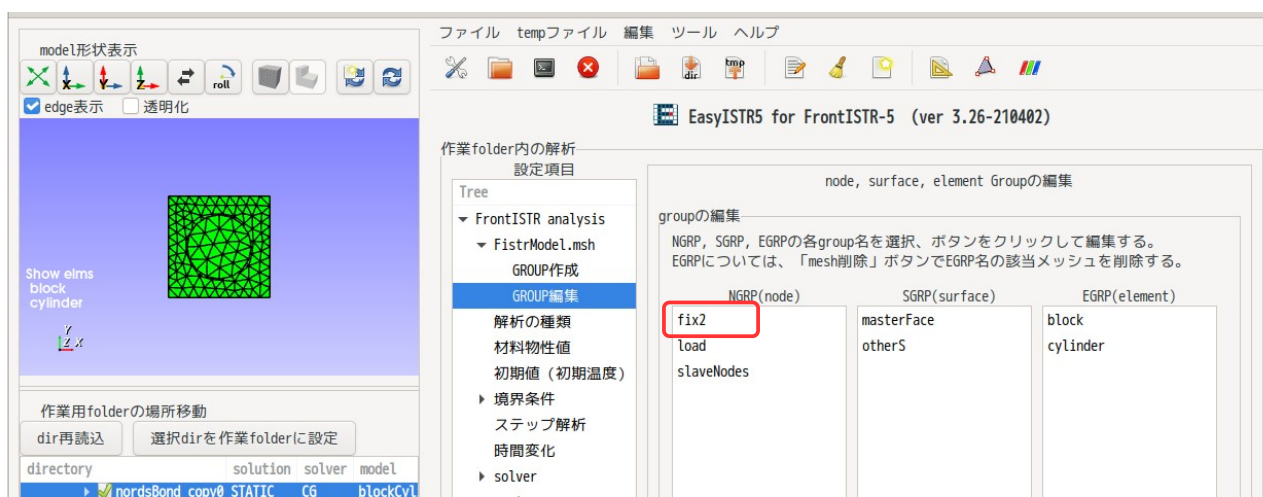 model形状表示
roll
edge表示 透明化
Show elms
block
cylinder
Y
Z X
作業用folderの場所移動
dir再読込 選択dirを作業folderに設定
directory solution solver model
nordsBond_copy0 STATIC CG blockCyl
ファイル tempファイル 編集 ツール ヘルプ
dir tmp
EasyISTR5 for FrontISTR-5 (ver 3.26-210402)
作業folder内の解析
設定項目
Tree
FrontISTR analysis
FistrModel.msh
GROUP作成
GROUP編集
解析の種類
材料物性値
初期値（初期温度）
境界条件
ステップ解析
時間変化
solver
node, surface, element Groupの編集
groupの編集
NGRP, SGRP, EGRPの各group名を選択、ボタンをクリックして編集する。
EGRPについては、「mesh削除」ボタンでEGRP名の該当メッシュを削除する。
NGRP(node) SGRP(surface) EGRP(element)
fix2 masterFace block
load otherS cylinder
slaveNodes